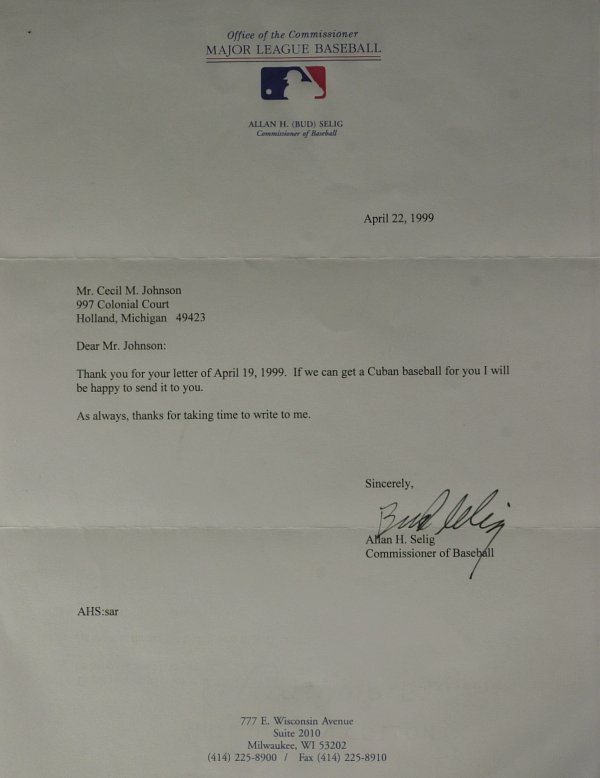 Office of the Commissioner
MAJOR LEAGUE BASEBALL
ALLAN H. (BUD) SELIG
Commissioner of Baseball
April 22, 1999
Mr. Cecil M. Johnson
997 Colonial Court
Holland, Michigan 49423
Dear Mr. Johnson:
Thank you for your letter of April 19, 1999. If we can get a Cuban baseball for you I will
be happy to send it to you.
As always, thanks for taking time to write to me.
Sincerely,
Bud Selig
Allan H. Selig
Commissioner of Baseball
AHS:sar
777 E. Wisconsin Avenue
Suite 2010
Milwaukee, WI 53202
(414) 225-8900 / Fax (414) 225-8910